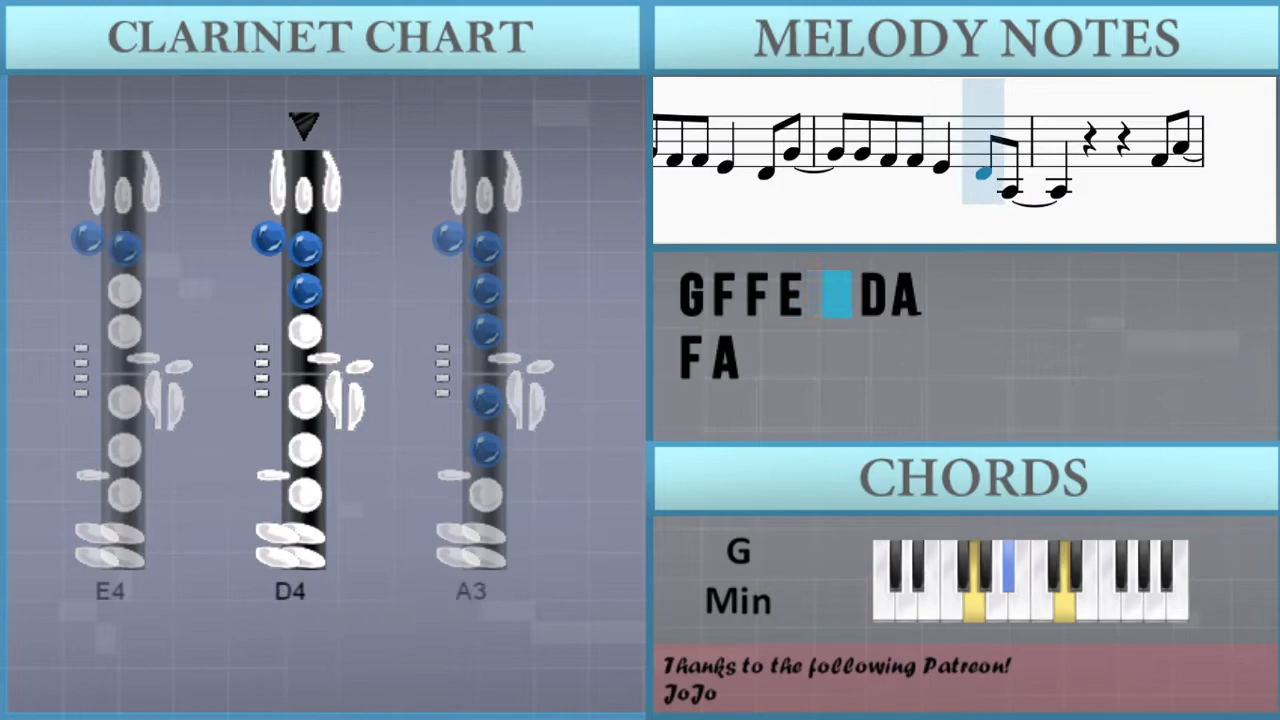 CLARINET CHART
E4 D4 A3
MELODY NOTES
GFFE DA
FA
CHORDS
G
Min
Thanks to the following Patreon!
JoJo